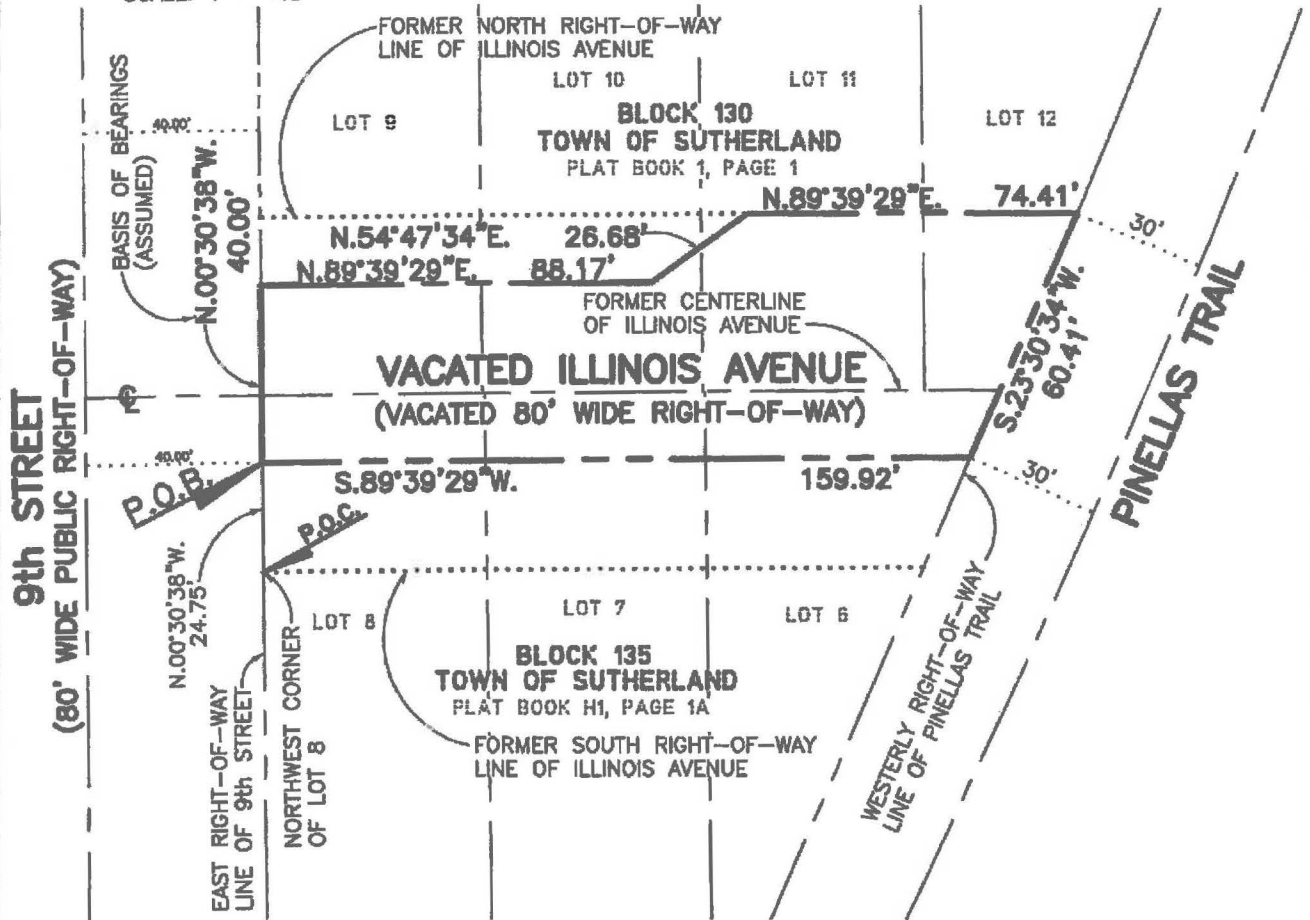 FORMER NORTH RIGHT-OF-WAY
LINE OF ILLINOIS AVENUE
LOT 9
LOT 10
LOT 11
LOT 12
BLOCK 130
TOWN OF SUTHERLAND
PLAT BOOK 1, PAGE 1
BASIS OF BEARINGS
(ASSUMED)
40.00'
N.00°30'38"W.
40.00'
N.89°39'29"E. 74.41'
N.54°47'34"E. 26.68'
N.89°39'29"E. 88.17'
30'
FORMER CENTERLINE
OF ILLINOIS AVENUE
S.23°30'34"W.
60.41'
PINELLAS TRAIL
VACATED ILLINOIS AVENUE
(VACATED 80' WIDE RIGHT-OF-WAY)
9th STREET
(80' WIDE PUBLIC RIGHT-OF-WAY)
℄
40.00'
P.O.B.
S.89°39'29"W. 159.92'
30'
P.O.C.
N.00°30'38"W.
24.75'
LOT 8
LOT 7
LOT 6
BLOCK 135
TOWN OF SUTHERLAND
PLAT BOOK H1, PAGE 1A
FORMER SOUTH RIGHT-OF-WAY
LINE OF ILLINOIS AVENUE
EAST RIGHT-OF-WAY
LINE OF 9th STREET
NORTHWEST CORNER
OF LOT 8
WESTERLY RIGHT-OF-WAY
LINE OF PINELLAS TRAIL